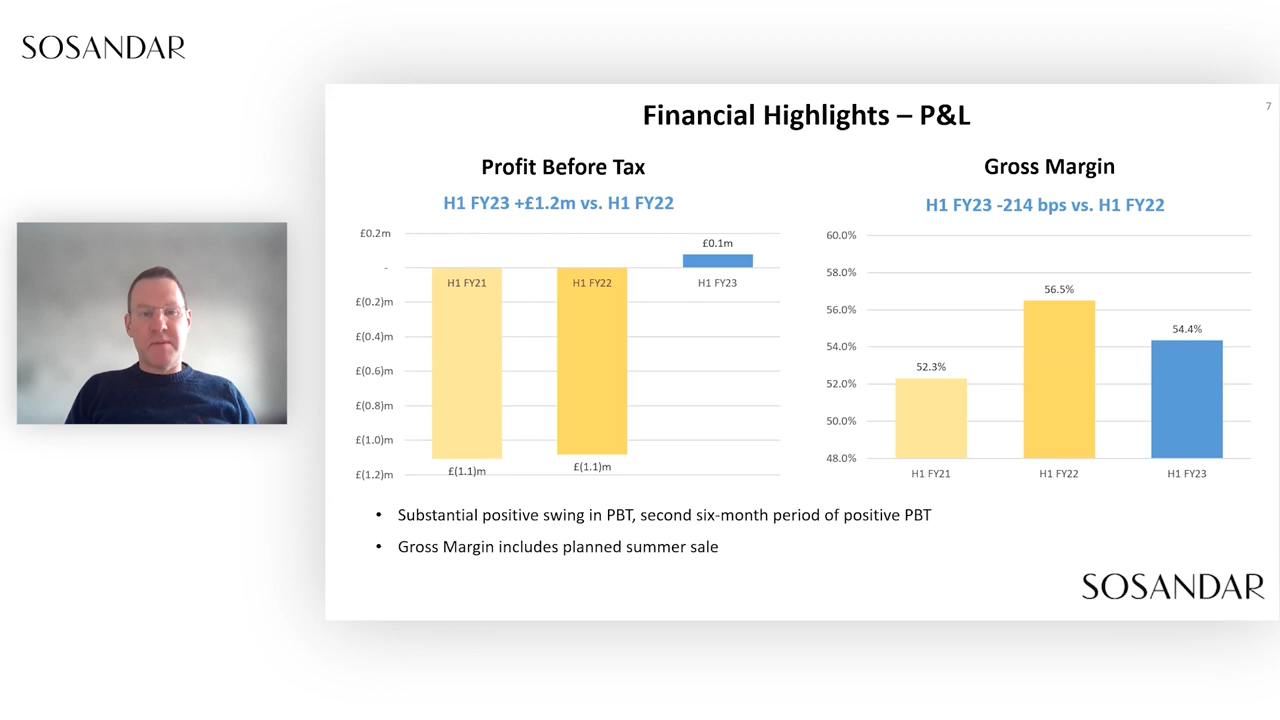 SOSANDAR
Financial Highlights – P&L
7
Profit Before Tax
H1 FY23 +£1.2m vs. H1 FY22
£0.2m
-
£(0.2)m
£(0.4)m
£(0.6)m
£(0.8)m
£(1.0)m
£(1.2)m
£0.1m
H1 FY21
H1 FY22
H1 FY23
£(1.1)m
£(1.1)m
Gross Margin
H1 FY23 -214 bps vs. H1 FY22
60.0%
58.0%
56.0%
54.0%
52.0%
50.0%
48.0%
52.3%
56.5%
54.4%
H1 FY21
H1 FY22
H1 FY23
• Substantial positive swing in PBT, second six-month period of positive PBT
• Gross Margin includes planned summer sale
SOSANDAR